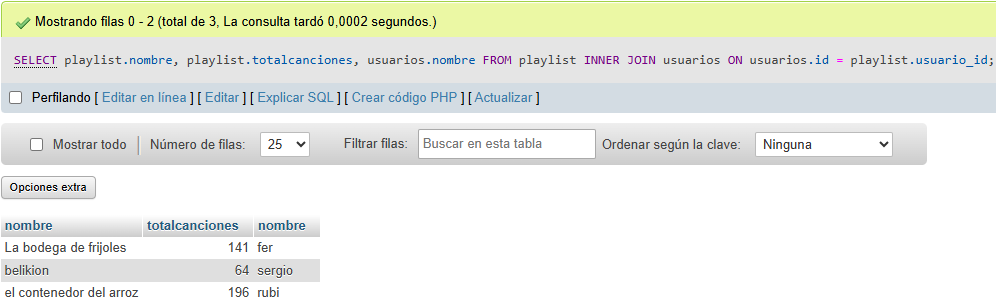 Mostrando filas 0 - 2 (total de 3, La consulta tardó 0,0002 segundos.)
SELECT playlist.nombre, playlist.totalcanciones, usuarios.nombre FROM playlist INNER JOIN usuarios ON usuarios.id = playlist.usuario_id;
Perfilando [ Editar en línea ] [ Editar ] [ Explicar SQL ] [ Crear código PHP ] [ Actualizar ]
Mostrar todo | Número de filas: 25 Filtrar filas: Buscar en esta tabla Ordenar según la clave: Ninguna
Opciones extra
nombre totalcanciones nombre
La bodega de frijoles 141 fer
belikion 64 sergio
el contenedor del arroz 196 rubi